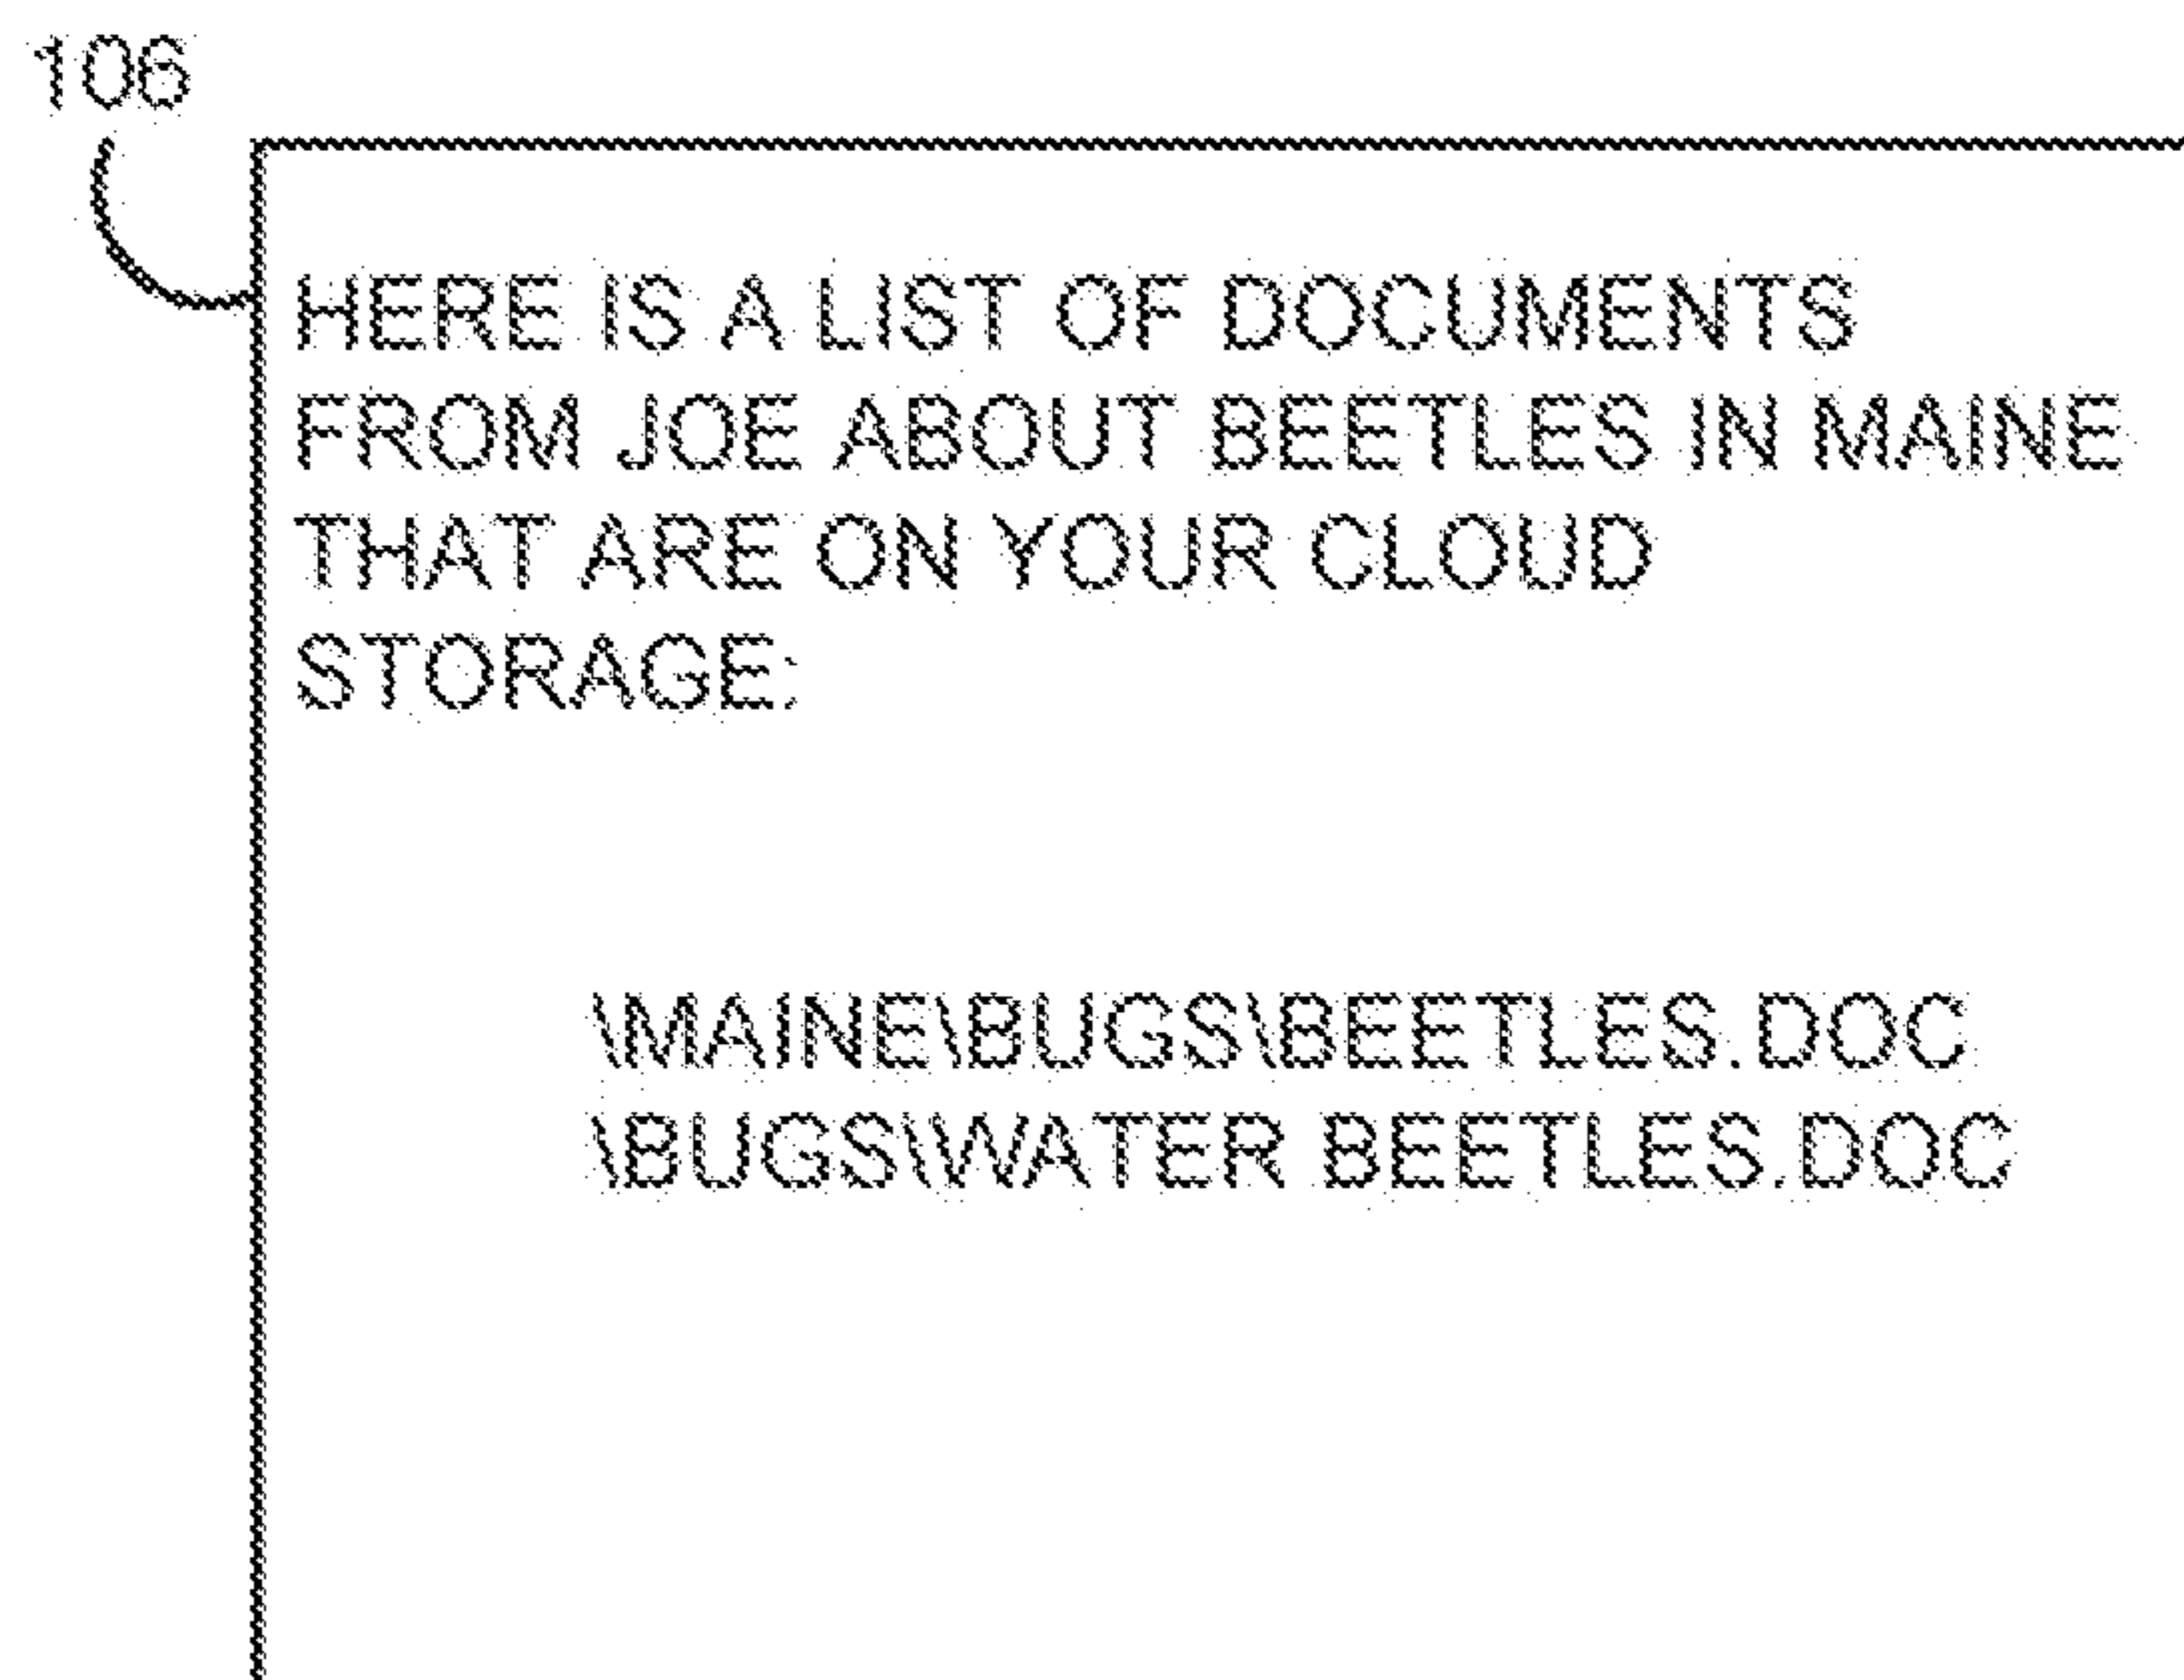 106
HERE IS A LIST OF DOCUMENTS
FROM JOE ABOUT BEETLES IN MAINE
THAT ARE ON YOUR CLOUD
STORAGE:
\MAINE\BUGS\BEETLES.DOC
\BUGS\WATER BEETLES.DOC